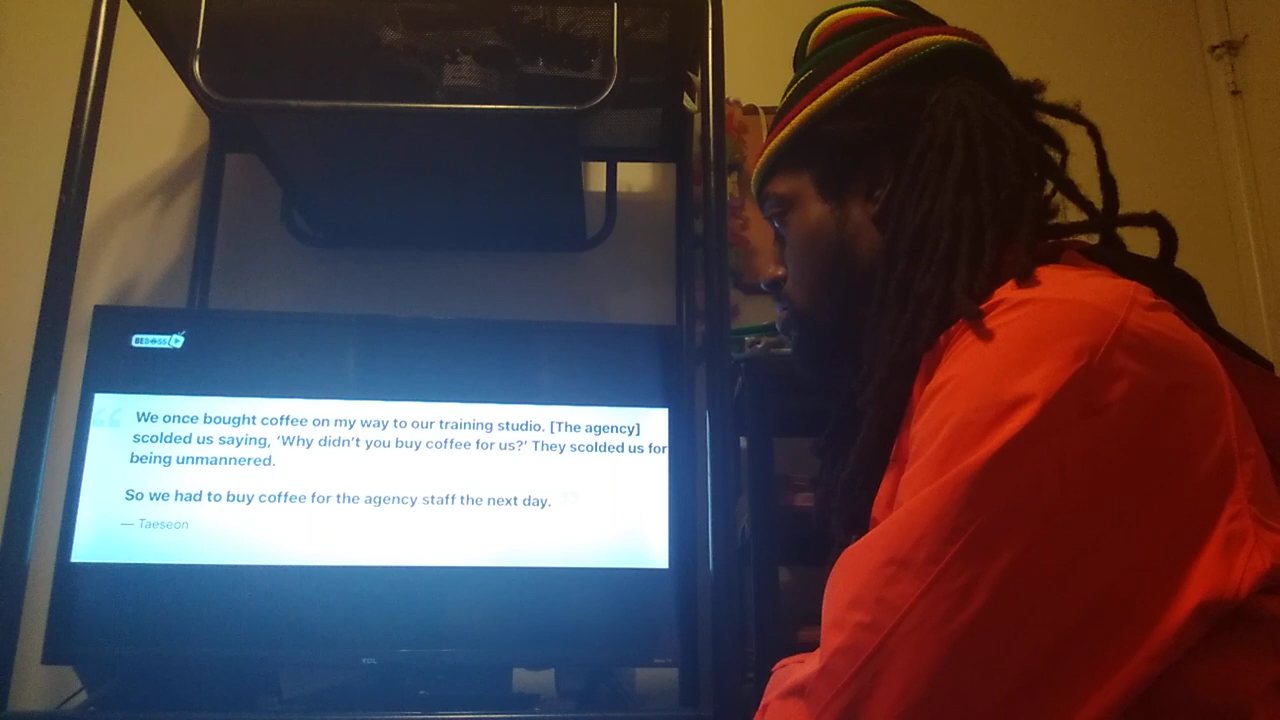 BEBOSS
We once bought coffee on my way to our training studio. [The agency]
scolded us saying, ‘Why didn’t you buy coffee for us?’ They scolded us for
being unmannered.
So we had to buy coffee for the agency staff the next day.
— Taeseon
TCL